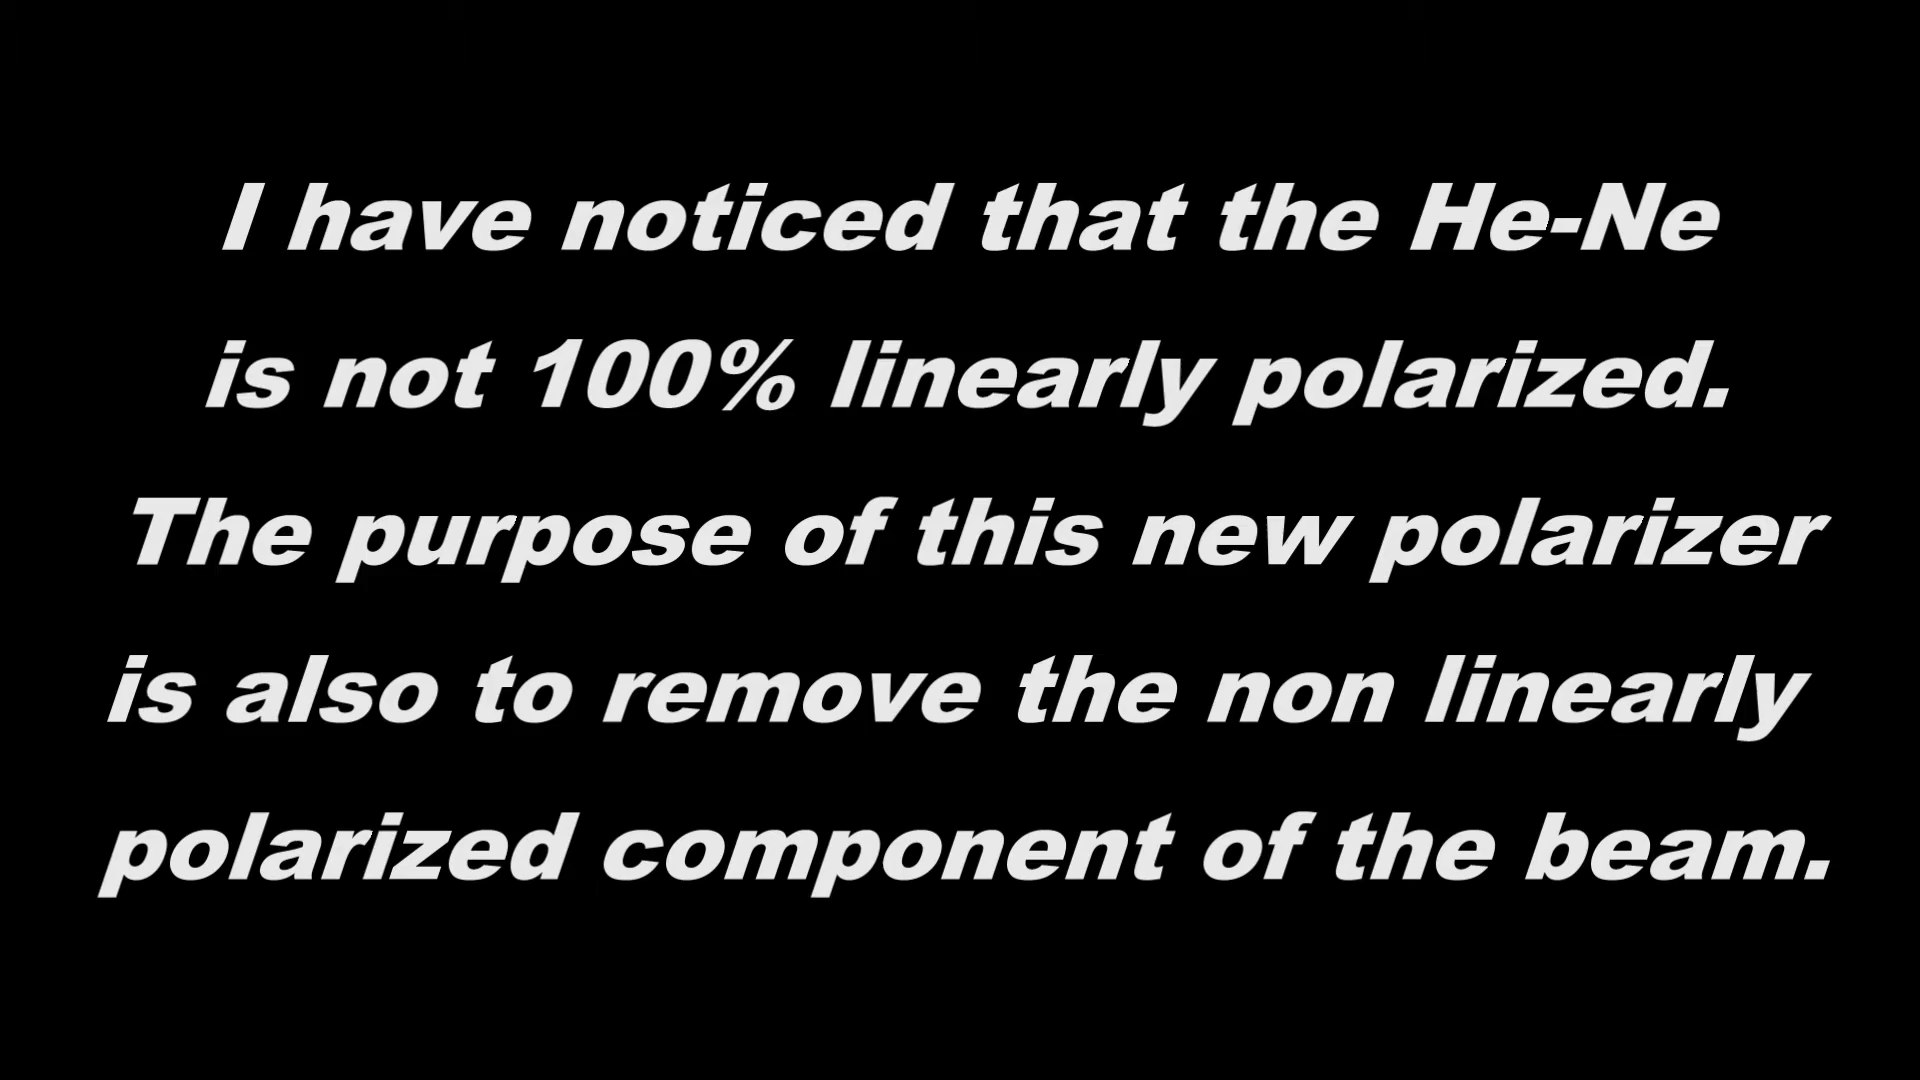 I have noticed that the He-Ne
is not 100% linearly polarized.
The purpose of this new polarizer
is also to remove the non linearly
polarized component of the beam.